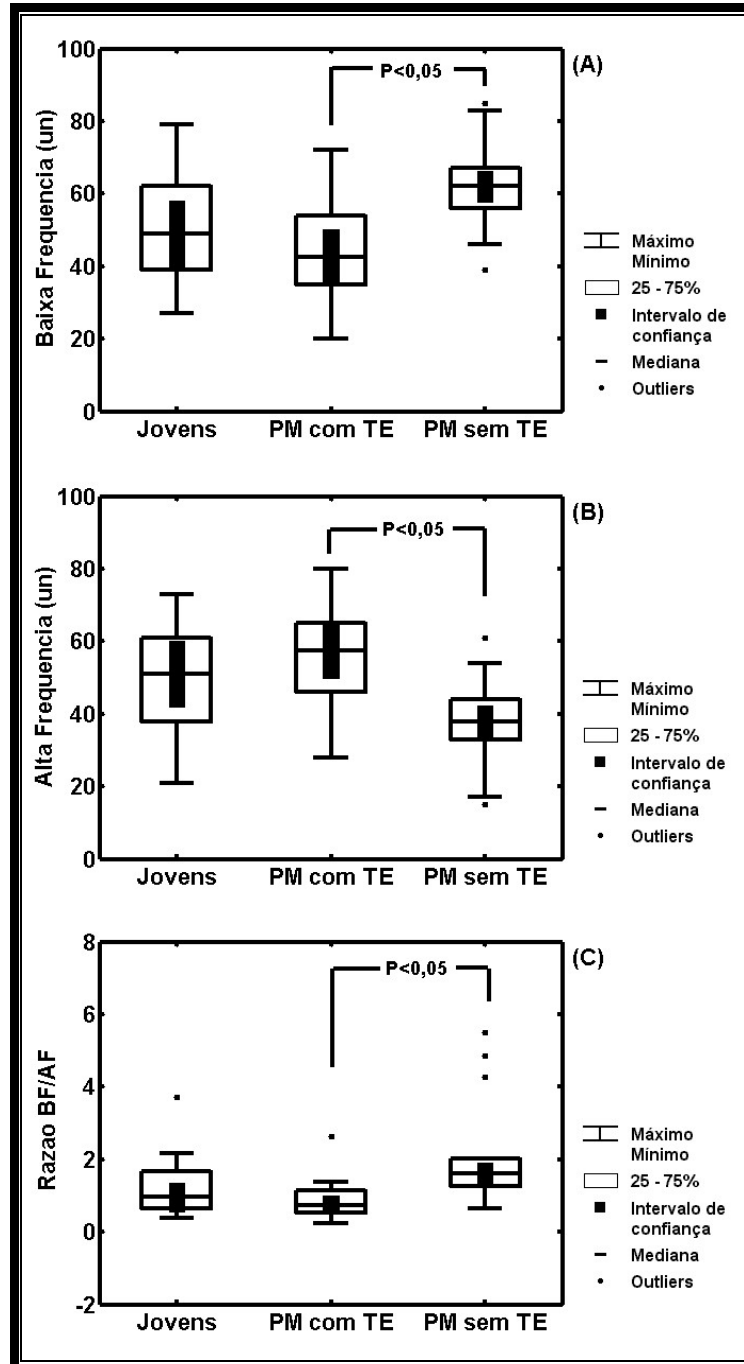 100
80
60
40
20
0
Baixa Frequencia (un)
P<0,05
(A)
Jovens
PM com TE
PM sem TE
Máximo
Mínimo
25 - 75%
Intervalo de
confiança
Mediana
Outliers
100
80
60
40
20
0
Alta Frequencia (un)
P<0,05
(B)
Jovens
PM com TE
PM sem TE
Máximo
Mínimo
25 - 75%
Intervalo de
confiança
Mediana
Outliers
8
6
4
2
0
-2
Razao BF/AF
P<0,05
(C)
Jovens
PM com TE
PM sem TE
Máximo
Mínimo
25 - 75%
Intervalo de
confiança
Mediana
Outliers